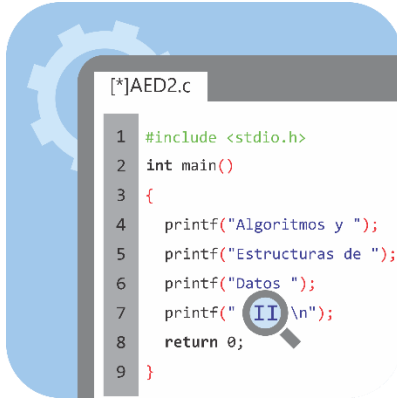 [*]AED2.c
1 #include <stdio.h>
2 int main()
3 {
4 printf("Algoritmos y ");
5 printf("Estructuras de ");
6 printf("Datos ");
7 printf(" II \n");
8 return 0;
9 }